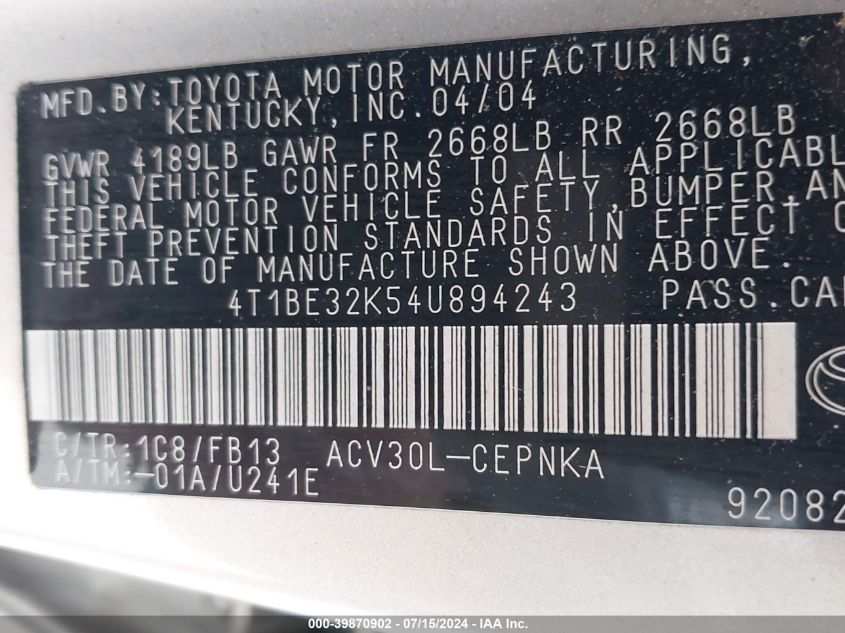 MFD. BY: TOYOTA MOTOR MANUFACTURING,
KENTUCKY, INC. 04/04
GVWR 4189LB GAWR FR 2668LB RR 2668LB
THIS VEHICLE CONFORMS TO ALL APPLICABL
FEDERAL MOTOR VEHICLE SAFETY, BUMPER, AN
THEFT PREVENTION STANDARDS IN EFFECT O
THE DATE OF MANUFACTURE SHOWN ABOVE.
4T1BE32K54U894243 PASS. CAR
C/TR: 1C8/FB13 ACV30L-CEPNKA
A/TM: -01A/U241E
92082
000-39870902 - 07/15/2024 - IAA Inc.